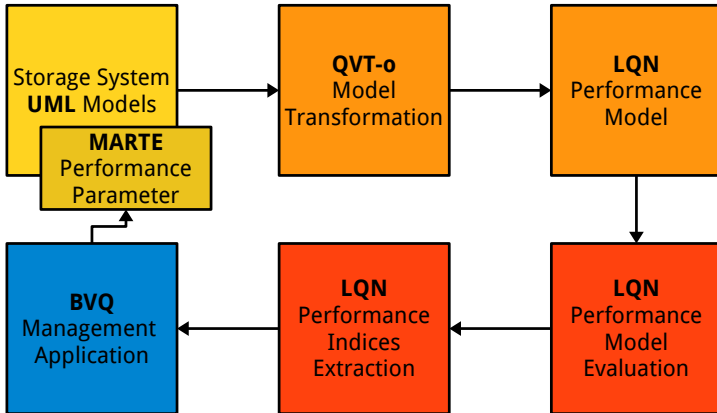 Storage System
UML Models
MARTE
Performance
Parameter
QVT-o
Model
Transformation
LQN
Performance
Model
BVQ
Management
Application
LQN
Performance
Indices
Extraction
LQN
Performance
Model
Evaluation